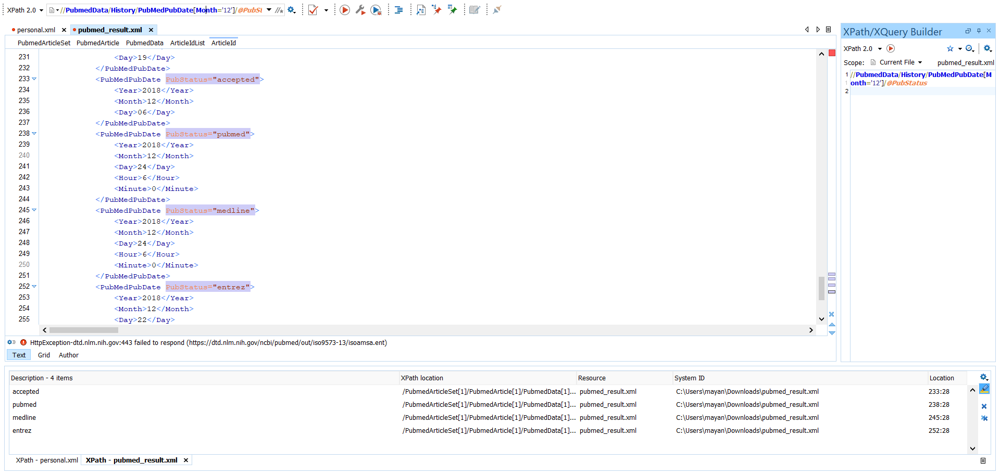 XPath 2.0 //PubmedData/History/PubMedPubDate[Month='12']/@PubSt
personal.xml pubmed_result.xml
PubmedArticleSet PubmedArticle PubmedData ArticleIdList ArticleId
231 <Day>19</Day>
232 </PubMedPubDate>
233 <PubMedPubDate PubStatus="accepted">
234 <Year>2018</Year>
235 <Month>12</Month>
236 <Day>06</Day>
237 </PubMedPubDate>
238 <PubMedPubDate PubStatus="pubmed">
239 <Year>2018</Year>
240 <Month>12</Month>
241 <Day>24</Day>
242 <Hour>6</Hour>
243 <Minute>0</Minute>
244 </PubMedPubDate>
245 <PubMedPubDate PubStatus="medline">
246 <Year>2018</Year>
247 <Month>12</Month>
248 <Day>24</Day>
249 <Hour>6</Hour>
250 <Minute>0</Minute>
251 </PubMedPubDate>
252 <PubMedPubDate PubStatus="entrez">
253 <Year>2018</Year>
254 <Month>12</Month>
255 <Day>22</Day>
HttpException-dtd.nlm.nih.gov:443 failed to respond (https://dtd.nlm.nih.gov/ncbi/pubmed/out/iso9573-13/isoamsa.ent)
Text Grid Author
XPath/XQuery Builder
XPath 2.0
Scope: Current File pubmed_result.xml
1 //PubmedData/History/PubMedPubDate[M
1 onth='12']/@PubStatus
2
Description - 4 items XPath location Resource System ID Location
accepted /PubmedArticleSet[1]/PubmedArticle[1]/PubmedData[1]... pubmed_result.xml C:\Users\mayan\Downloads\pubmed_result.xml 233:28
pubmed /PubmedArticleSet[1]/PubmedArticle[1]/PubmedData[1]... pubmed_result.xml C:\Users\mayan\Downloads\pubmed_result.xml 238:28
medline /PubmedArticleSet[1]/PubmedArticle[1]/PubmedData[1]... pubmed_result.xml C:\Users\mayan\Downloads\pubmed_result.xml 245:28
entrez /PubmedArticleSet[1]/PubmedArticle[1]/PubmedData[1]... pubmed_result.xml C:\Users\mayan\Downloads\pubmed_result.xml 252:28
XPath - personal.xml XPath - pubmed_result.xml